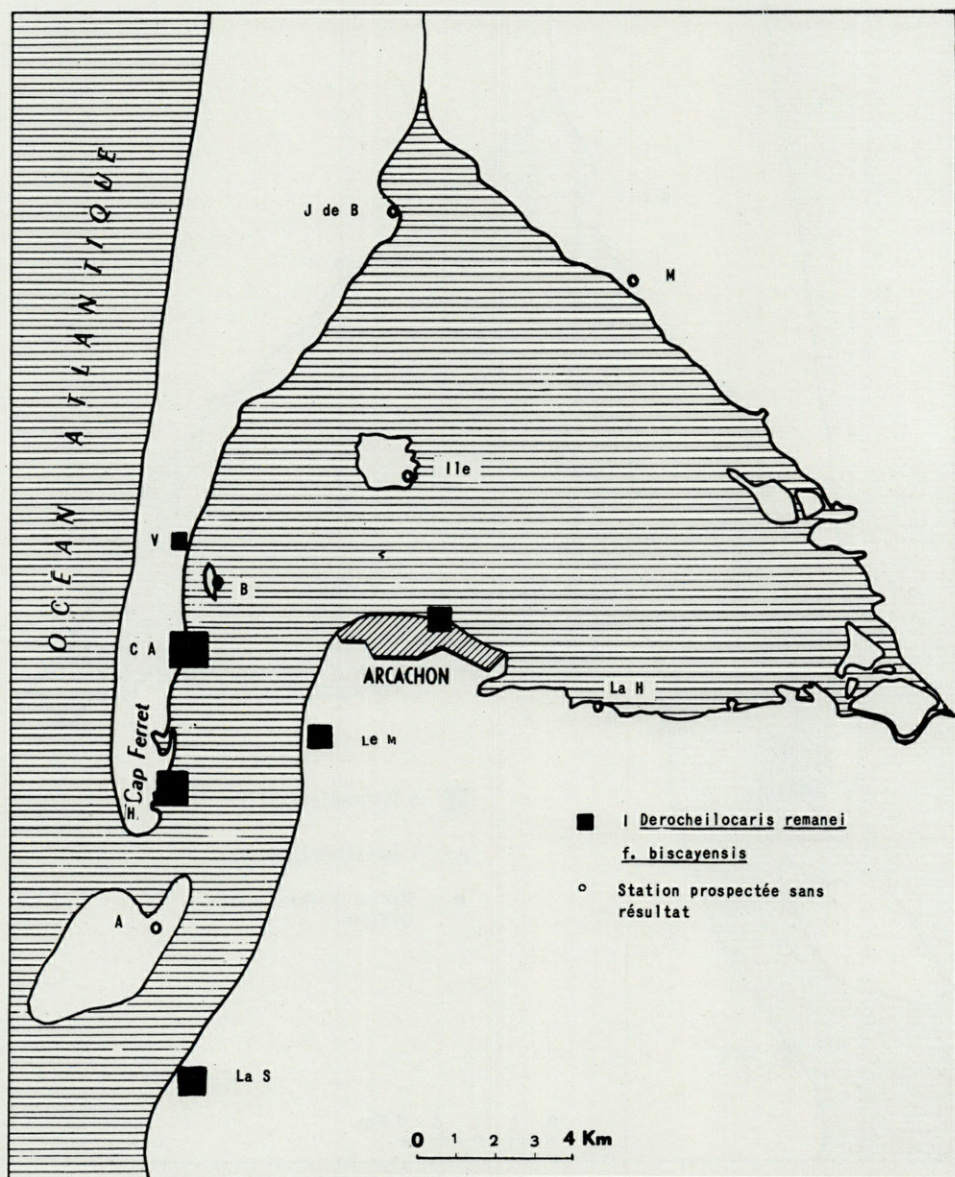 OCEAN ATLANTIQUE
J de B
M
Ile
V
B
C A
ARCACHON
La H
Le M
Cap Ferret
H
I Derocheilocaris remanei
f. biscayensis
Station prospectée sans
résultat
A
La S
0 1 2 3 4 Km